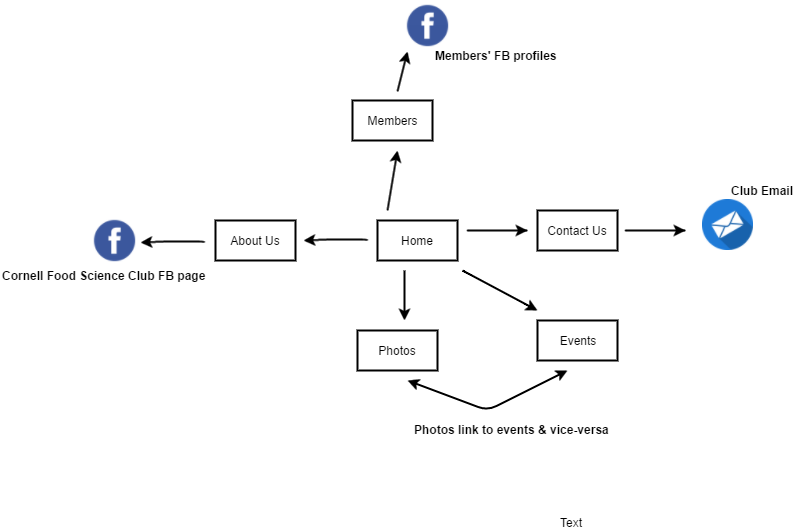 Members' FB profiles
Members
Club Email
About Us
Home
Contact Us
Cornell Food Science Club FB page
Photos
Events
Photos link to events & vice-versa
Text